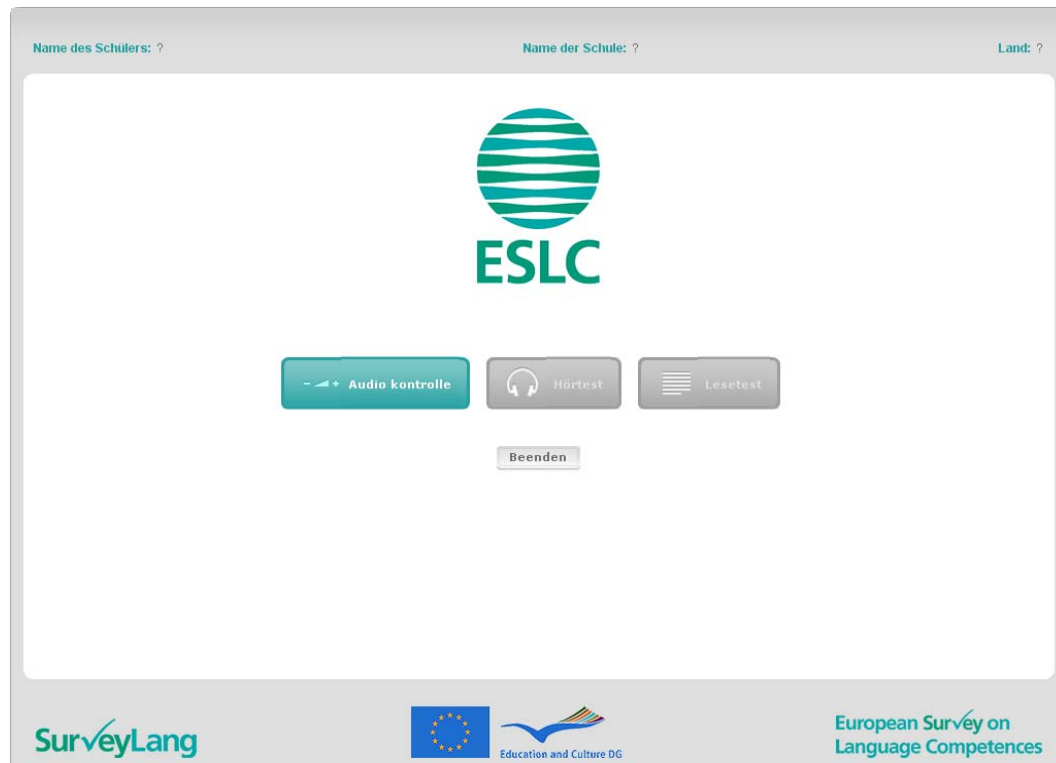 Name des Schülers: ? Name der Schule: ? Land: ?
ESLC
- + Audio kontrolle Hörtest Lesetest
Beenden
SurveyLang
Education and Culture DG
European Survey on
Language Competences